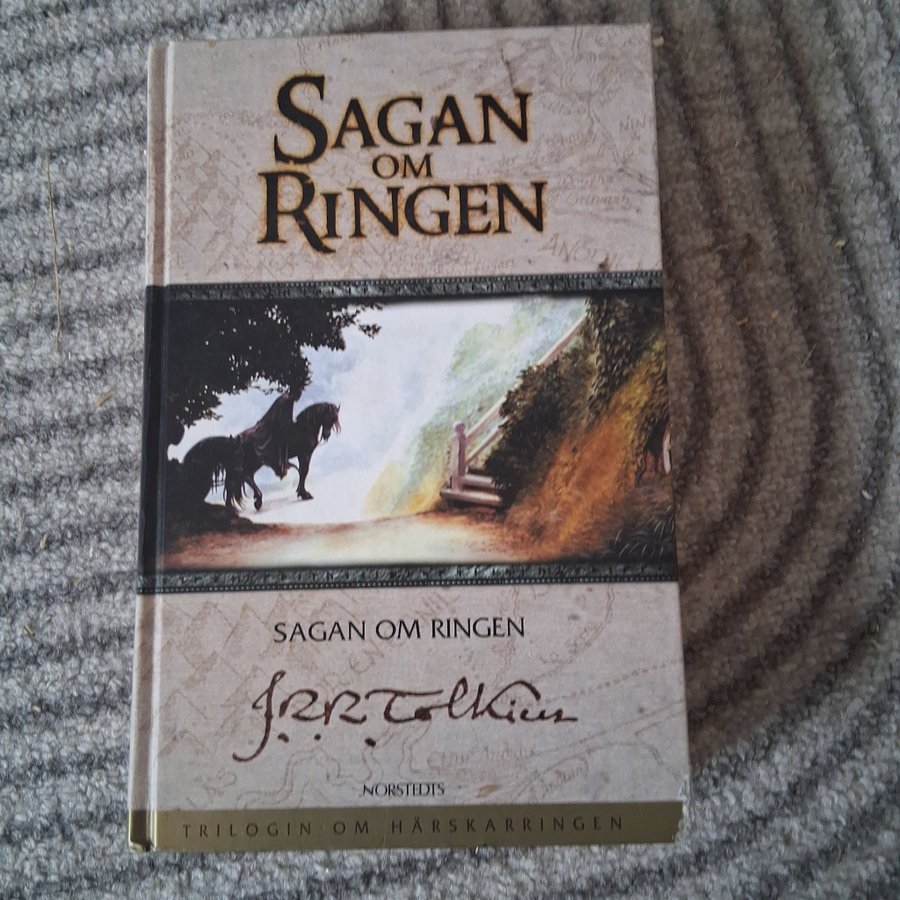 SAGAN
OM
RINGEN
SAGAN OM RINGEN
J.R.R. Tolkien
NORSTEDTS
TRILOGIN OM HÄRSKARRINGEN